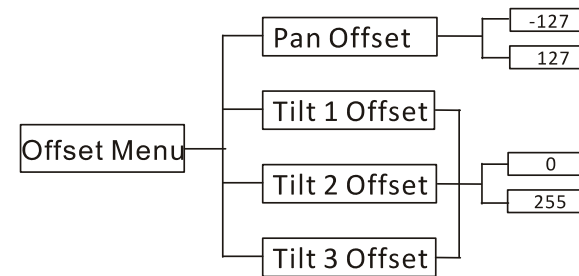 Pan Offset
-127
127
Tilt 1 Offset
Offset Menu
Tilt 2 Offset
0
255
Tilt 3 Offset